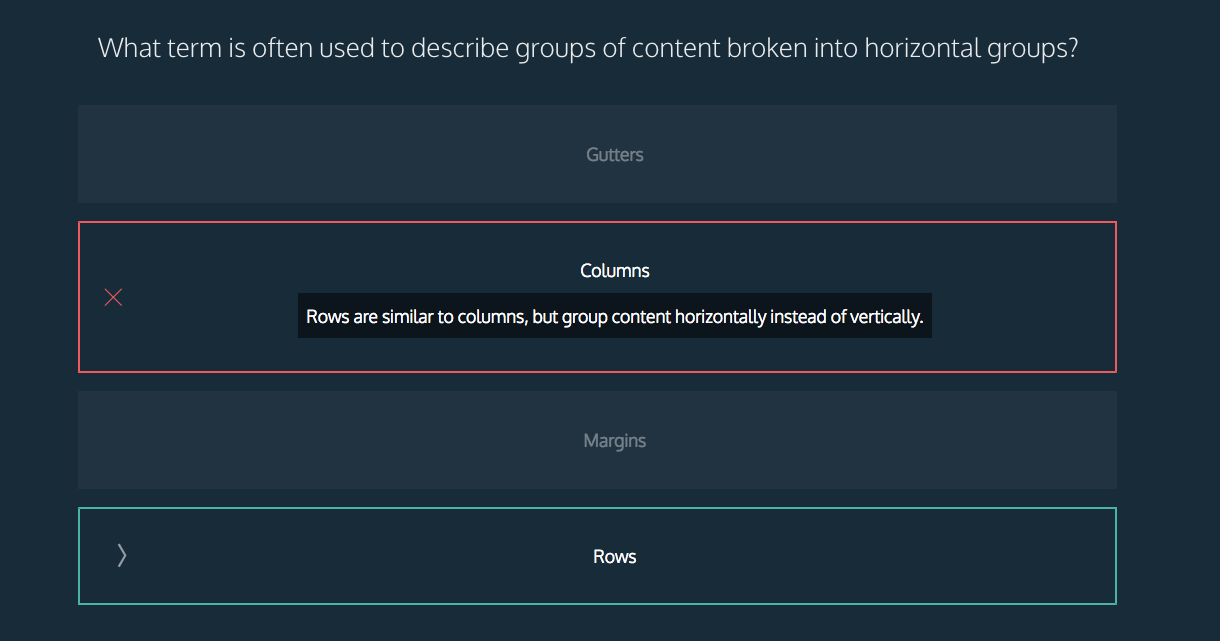 What term is often used to describe groups of content broken into horizontal groups?
Gutters
Columns
Rows are similar to columns, but group content horizontally instead of vertically.
Margins
Rows